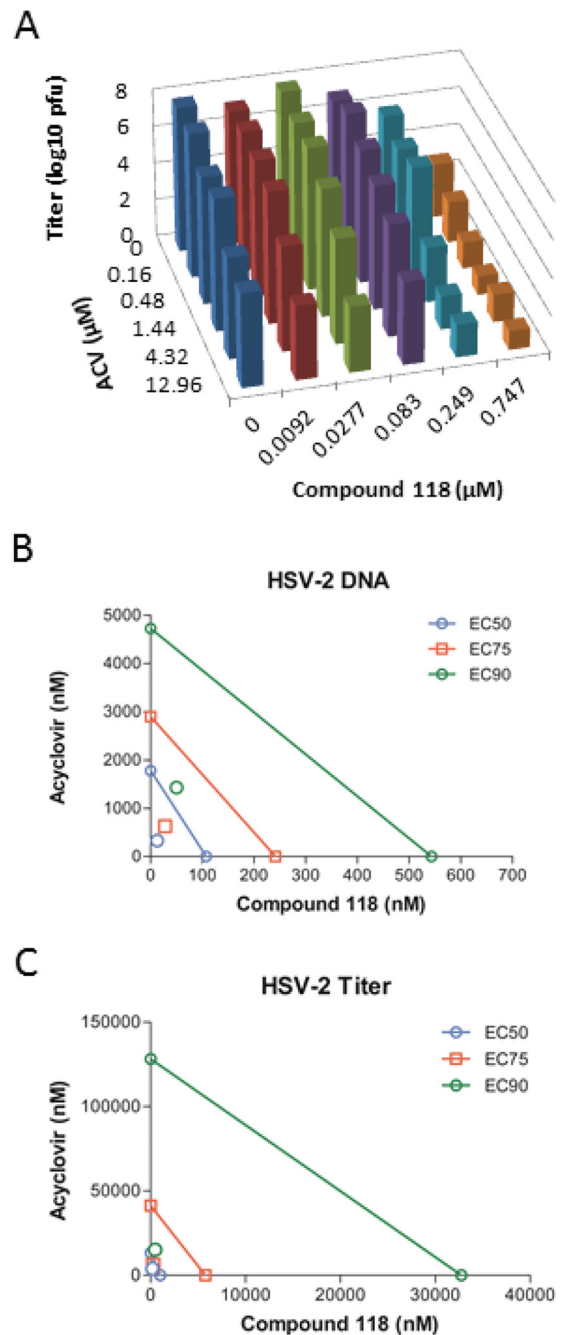 A
Titer (log10 pfu)
8
6
4
2
0
0
0.16
0.48
1.44
4.32
12.96
ACV (µM)
0
0.0092
0.0277
0.083
0.249
0.747
Compound 118 (µM)
B
HSV-2 DNA
5000
4000
3000
2000
1000
0
Acyclovir (nM)
EC50
EC75
EC90
0 100 200 300 400 500 600 700
Compound 118 (nM)
C
HSV-2 Titer
150000
100000
50000
0
Acyclovir (nM)
EC50
EC75
EC90
0 10000 20000 30000 40000
Compound 118 (nM)